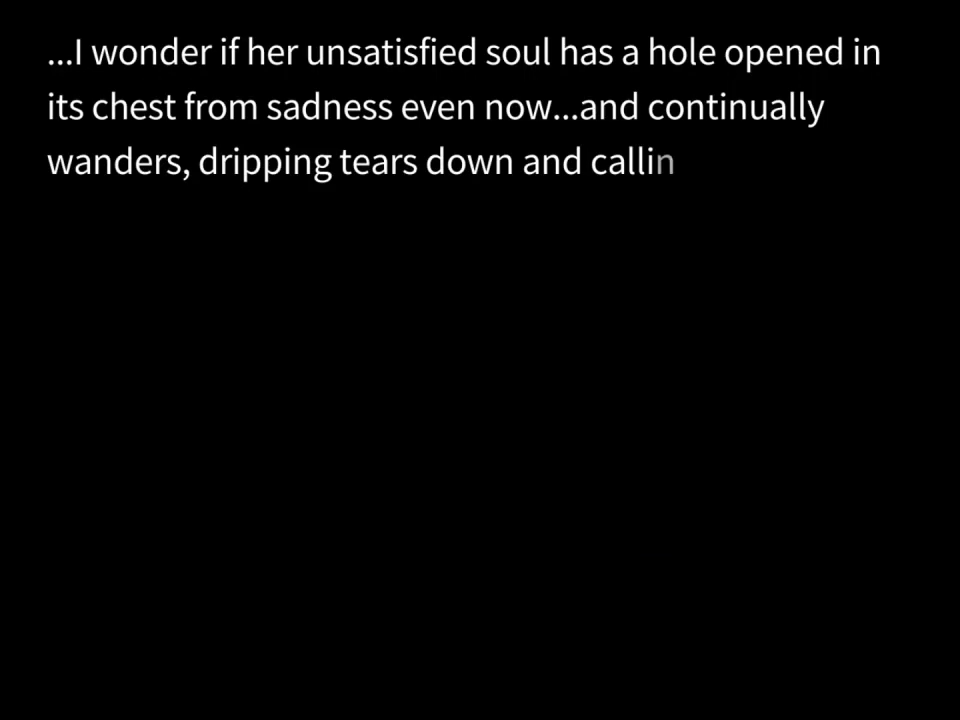 ...I wonder if her unsatisfied soul has a hole opened in
its chest from sadness even now...and continually
wanders, dripping tears down and callin